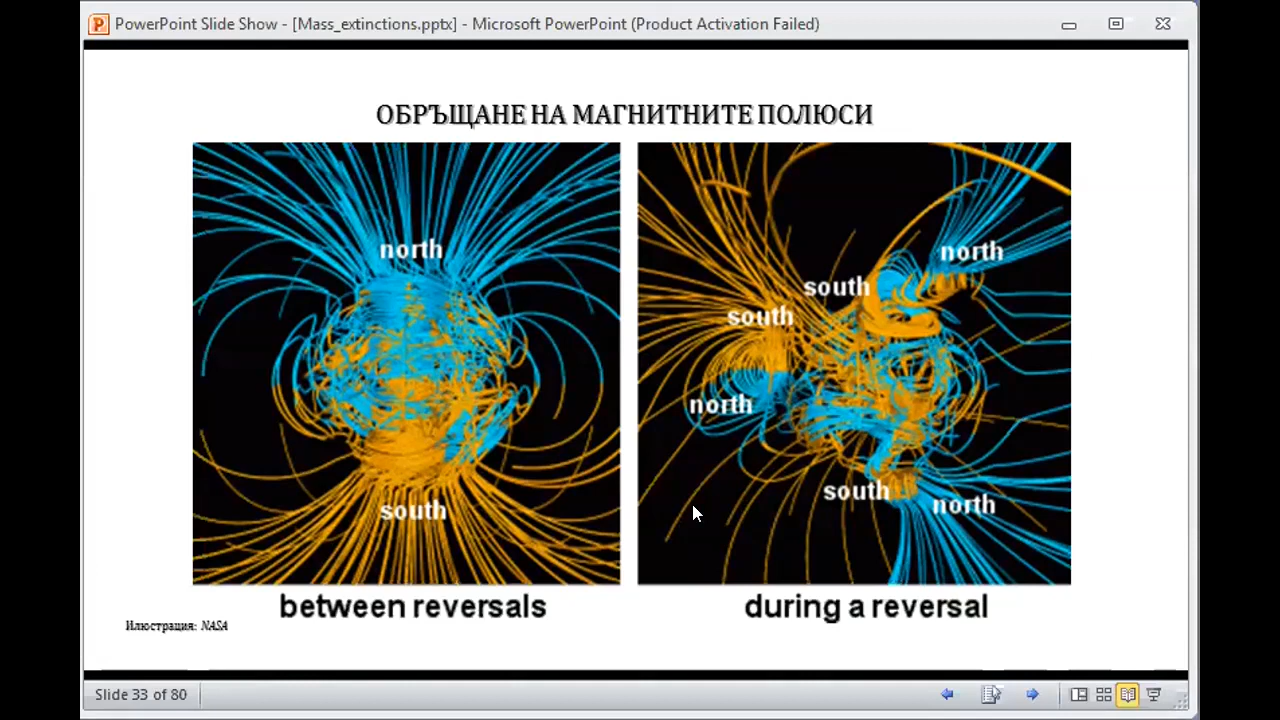 PowerPoint Slide Show - [Mass_extinctions.pptx] - Microsoft PowerPoint (Product Activation Failed)
ОБРЪЩАНЕ НА МАГНИТНИТЕ ПОЛЮСИ
north
south
between reversals
north
south
south
north
south
north
during a reversal
Илюстрация: NASA
Slide 33 of 80